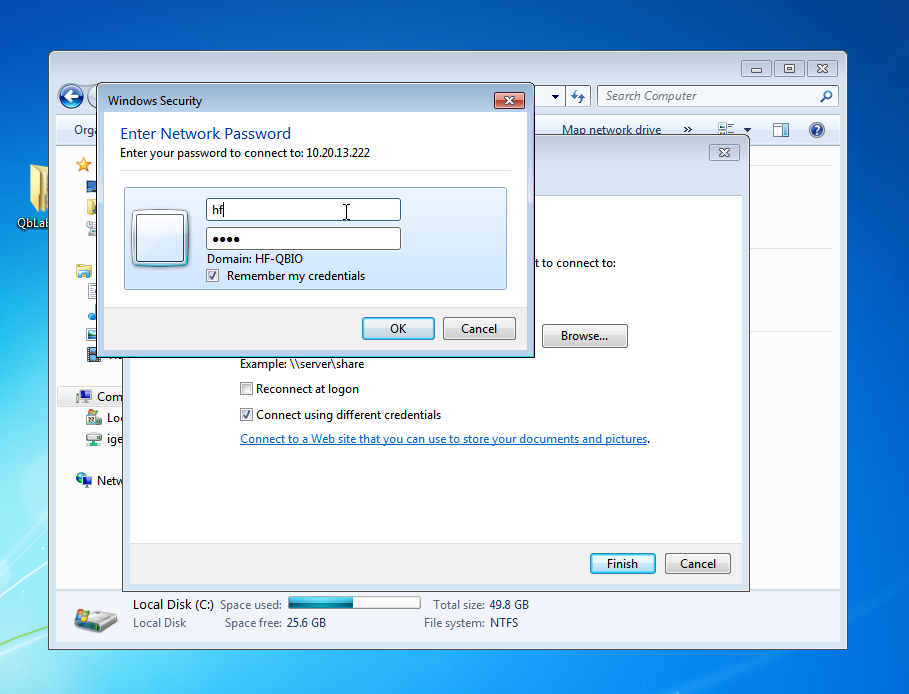 Search Computer
Windows Security
Map network drive »
Enter Network Password
Enter your password to connect to: 10.20.13.222
hf
••••
Domain: HF-QBIO
Remember my credentials
t to connect to:
OK
Cancel
Browse...
Example: \\server\share
Reconnect at logon
Connect using different credentials
Connect to a Web site that you can use to store your documents and pictures.
Finish
Cancel
Orga
QbLab
Com
Lo
ige
Netw
Local Disk (C:) Space used: Total size: 49.8 GB
Local Disk Space free: 25.6 GB File system: NTFS